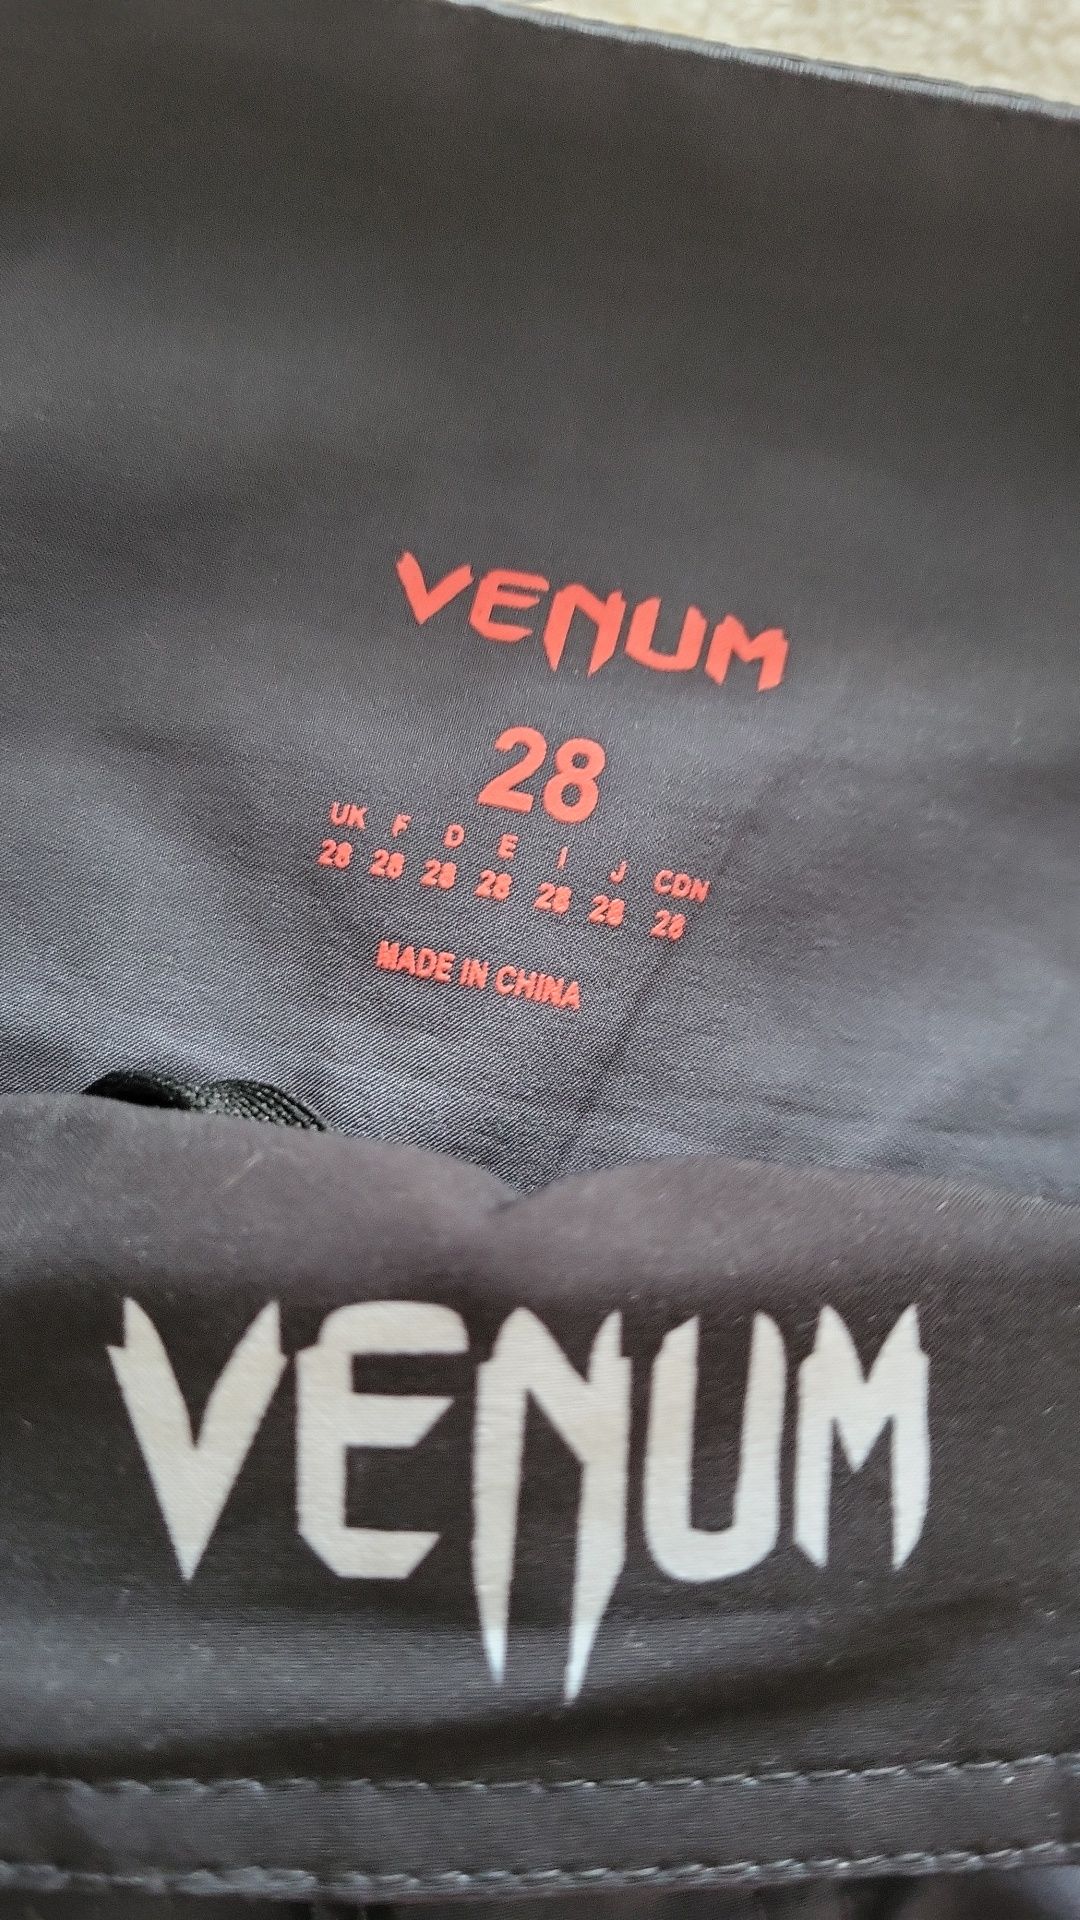 VENUM
28
UK F D E I J CDN
28 28 28 28 28 28 28
MADE IN CHINA
VENUM